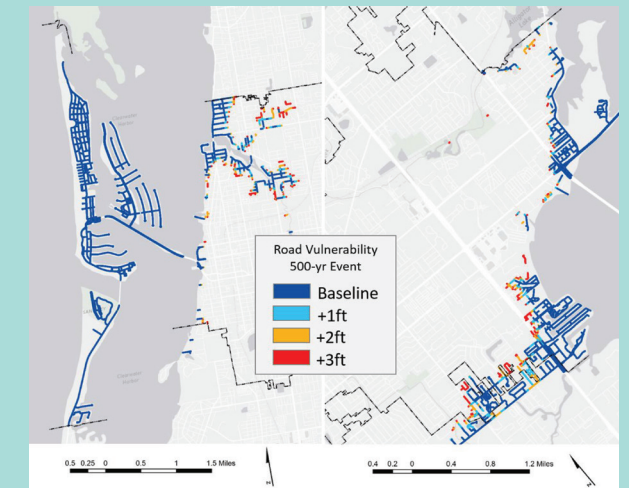 Road Vulnerability
500-yr Event
Baseline
+1ft
+2ft
+3ft
0.5 0.25 0 0.5 1 1.5 Miles
N
0.4 0.2 0 0.4 0.8 1.2 Miles
N